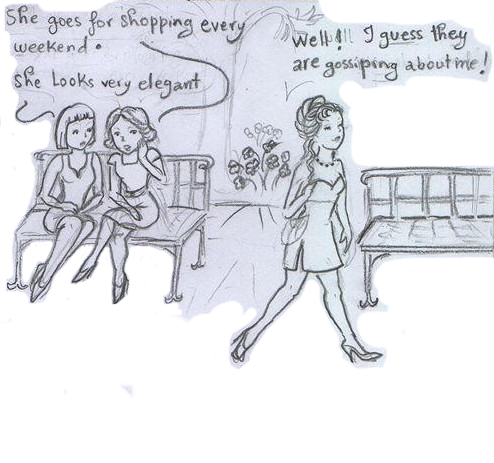 She goes for shopping every
weekend.
She Looks very elegant
Well!! I guess they
are gossiping about me!